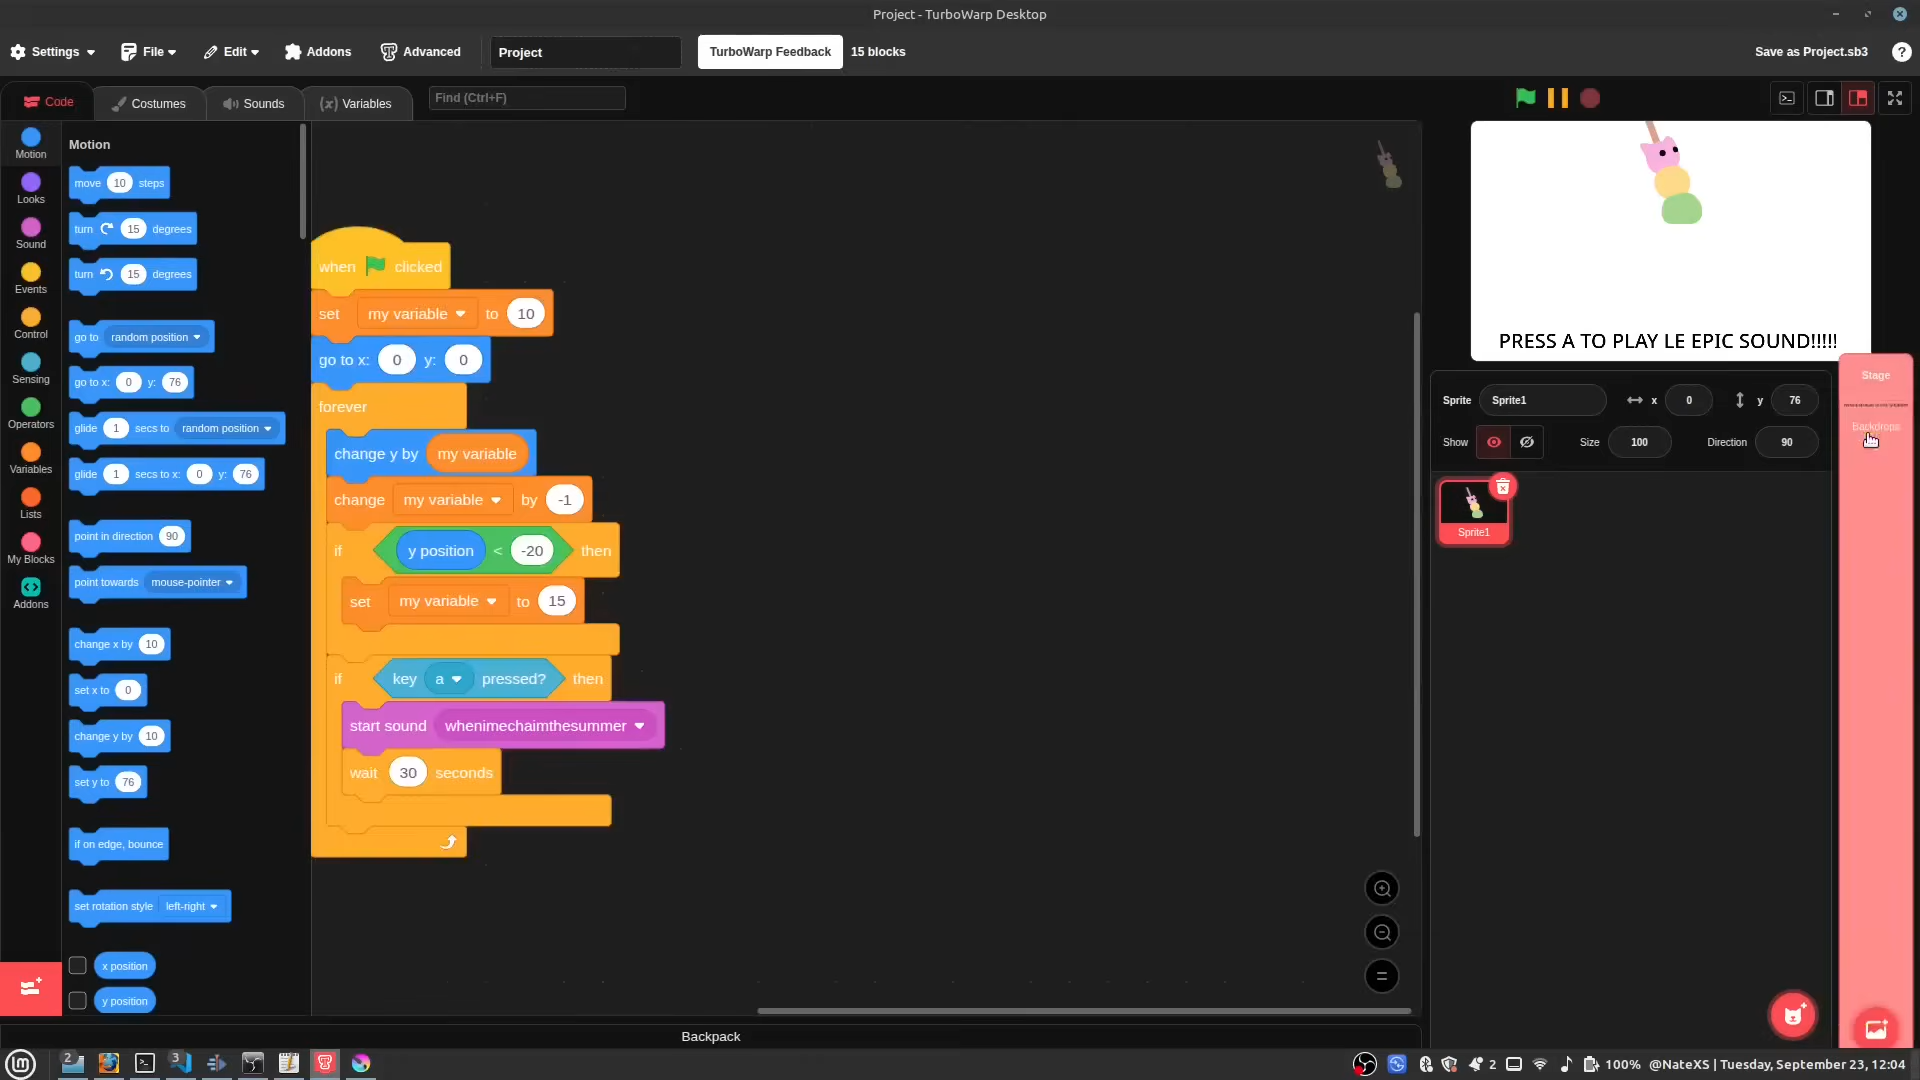 Project - TurboWarp Desktop
Settings File Edit Addons Advanced Project TurboWarp Feedback 15 blocks Save as Project.sb3 ?
Code Costumes Sounds Variables Find (Ctrl+F)
Motion
Looks
Sound
Events
Control
Sensing
Operators
Variables
Lists
My Blocks
Addons
Motion
move 10 steps
turn 15 degrees
turn 15 degrees
go to random position
go to x: 0 y: 76
glide 1 secs to random position
glide 1 secs to x: 0 y: 76
point in direction 90
point towards mouse-pointer
change x by 10
set x to 0
change y by 10
set y to 76
if on edge, bounce
set rotation style left-right
x position
y position
when clicked
set my variable to 10
go to x: 0 y: 0
forever
change y by my variable
change my variable by -1
if y position < -20 then
set my variable to 15
if key a pressed? then
start sound whenimechaimthesummer
wait 30 seconds
Backpack
PRESS A TO PLAY LE EPIC SOUND!!!!!
Sprite Sprite1 x 0 y 76
Show Size 100 Direction 90
Sprite1
Stage
Backdrops
2 3 2 100% @NateXS | Tuesday, September 23, 12:04